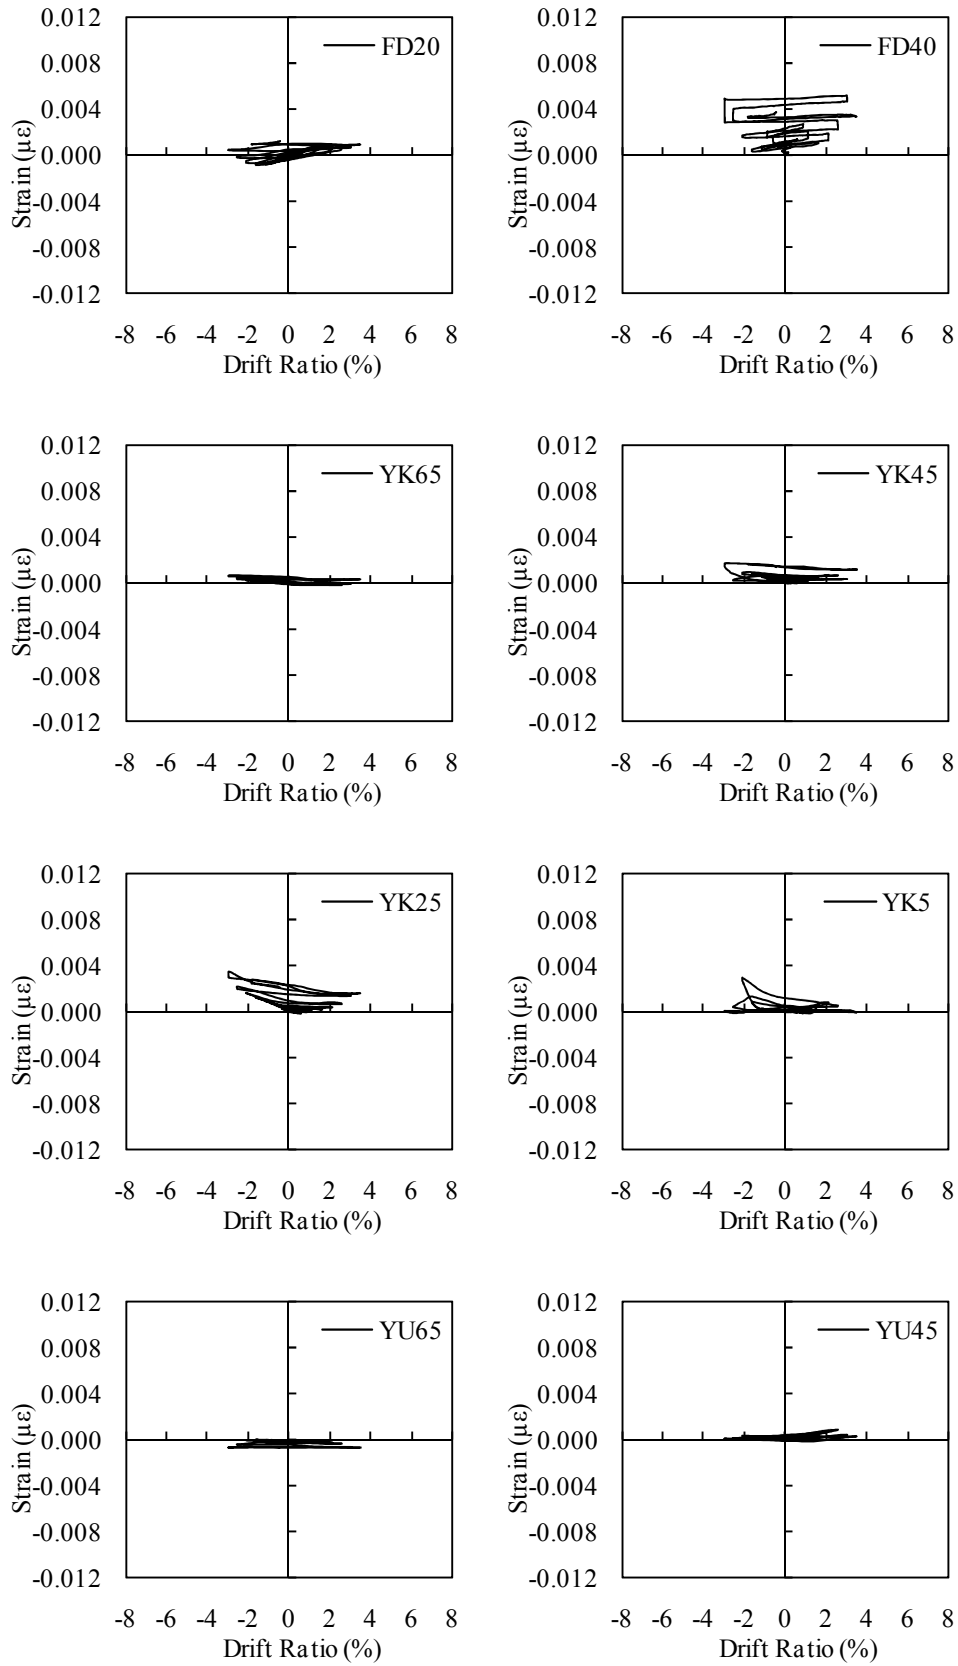 0.012 0.012
FD20 FD40
0.008 0.008
0.004 0.004
0.000 0.000
-0.004 -0.004
-0.008 -0.008
-0.012 -0.012
Strain (με) Strain (με)
-8 -6 -4 -2 0 2 4 6 8 -8 -6 -4 -2 0 2 4 6 8
Drift Ratio (%) Drift Ratio (%)
0.012 0.012
YK65 YK45
0.008 0.008
0.004 0.004
0.000 0.000
-0.004 -0.004
-0.008 -0.008
-0.012 -0.012
Strain (με) Strain (με)
-8 -6 -4 -2 0 2 4 6 8 -8 -6 -4 -2 0 2 4 6 8
Drift Ratio (%) Drift Ratio (%)
0.012 0.012
YK25 YK5
0.008 0.008
0.004 0.004
0.000 0.000
-0.004 -0.004
-0.008 -0.008
-0.012 -0.012
Strain (με) Strain (με)
-8 -6 -4 -2 0 2 4 6 8 -8 -6 -4 -2 0 2 4 6 8
Drift Ratio (%) Drift Ratio (%)
0.012 0.012
YU65 YU45
0.008 0.008
0.004 0.004
0.000 0.000
-0.004 -0.004
-0.008 -0.008
-0.012 -0.012
Strain (με) Strain (με)
-8 -6 -4 -2 0 2 4 6 8 -8 -6 -4 -2 0 2 4 6 8
Drift Ratio (%) Drift Ratio (%)